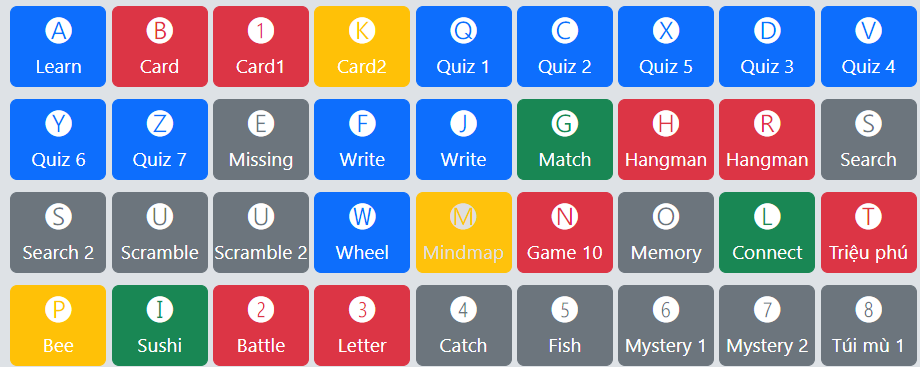 A B 1 K Q C X D V
Learn Card Card1 Card2 Quiz 1 Quiz 2 Quiz 5 Quiz 3 Quiz 4
Y Z E F J G H R S
Quiz 6 Quiz 7 Missing Write Write Match Hangman Hangman Search
S U U W M N O L T
Search 2 Scramble Scramble 2 Wheel Mindmap Game 10 Memory Connect Triệu phú
P I 2 3 4 5 6 7 8
Bee Sushi Battle Letter Catch Fish Mystery 1 Mystery 2 Túi mù 1